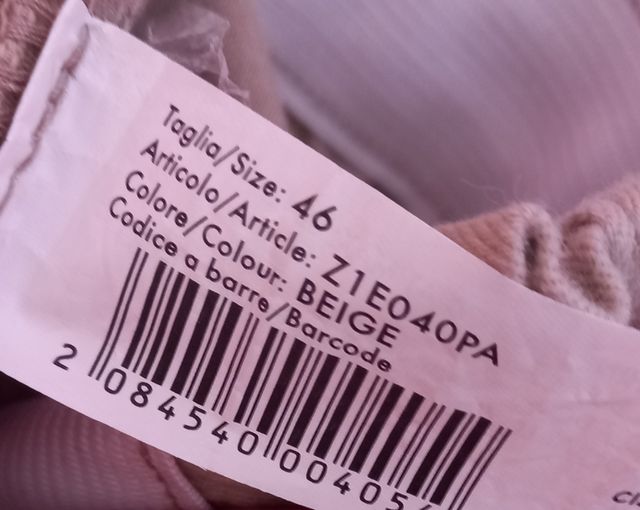 Taglia/Size: 46
Articolo/Article: Z1E040PA
Colore/Colour: BEIGE
Codice a barre/Barcode
2 084540 00405